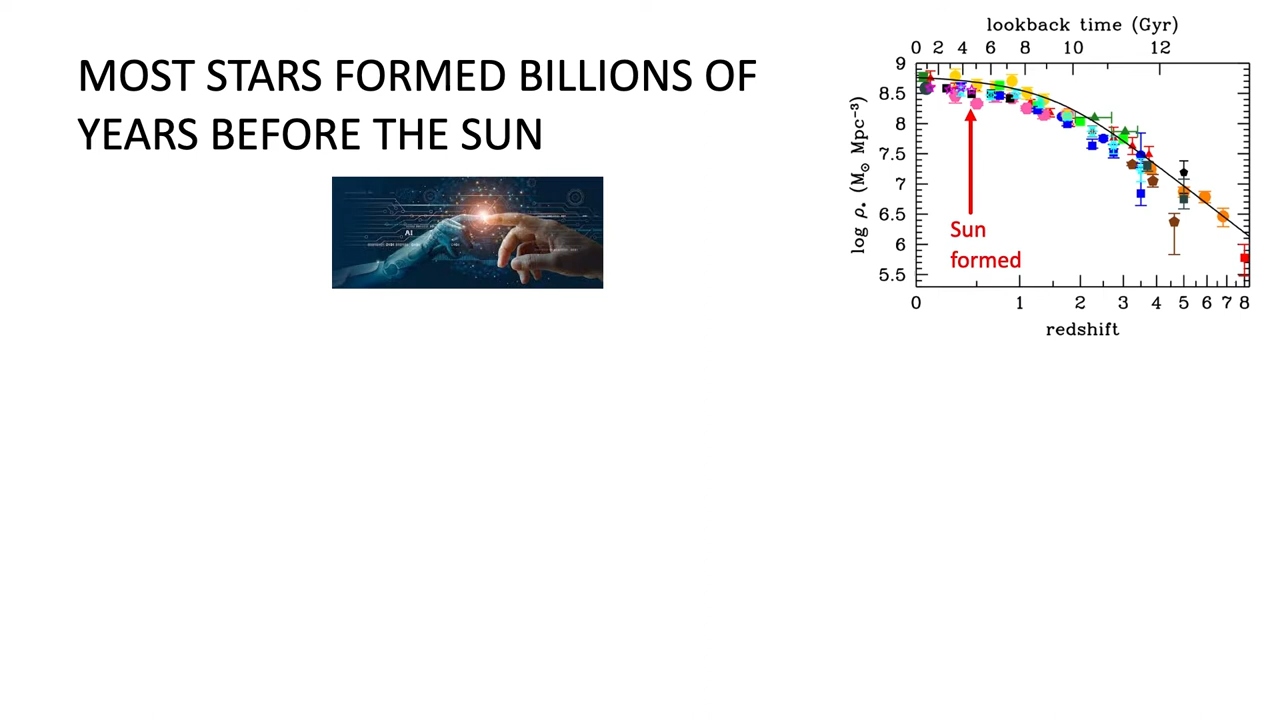 MOST STARS FORMED BILLIONS OF
YEARS BEFORE THE SUN
AI
lookback time (Gyr)
0 2 4 6 8 10 12
9
8.5
8
7.5
7
6.5
6
5.5
log ρ* (M⊙ Mpc⁻³)
Sun
formed
0 1 2 3 4 5 6 7 8
redshift